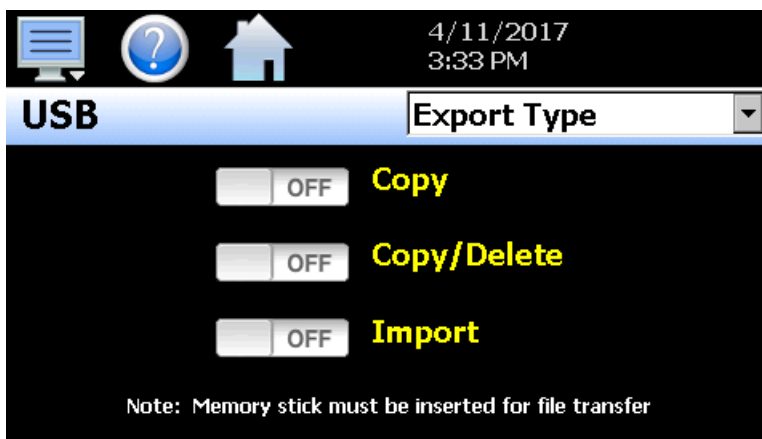 ?
4/11/2017
3:33 PM
USB
Export Type
OFF Copy
OFF Copy/Delete
OFF Import
Note: Memory stick must be inserted for file transfer